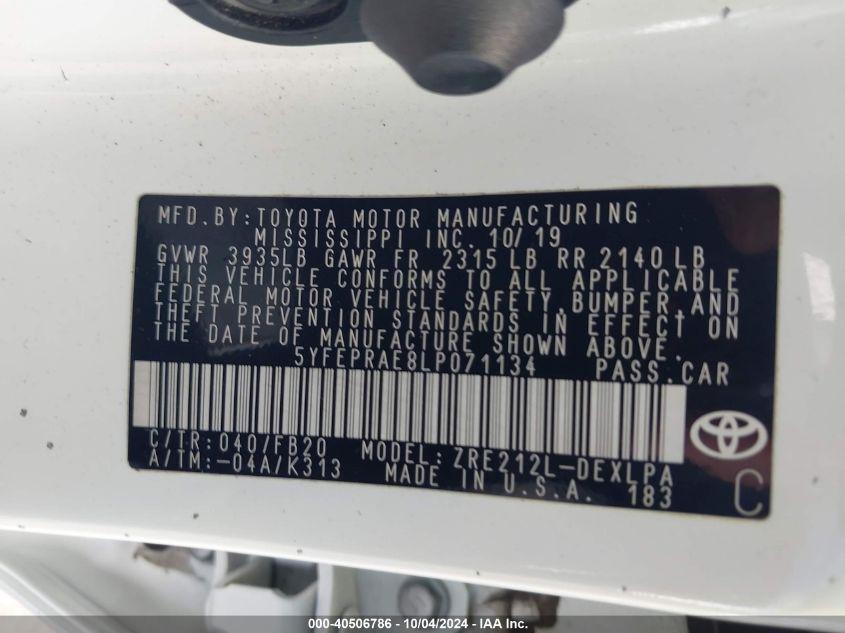 MFD.BY:TOYOTA MOTOR MANUFACTURING
MISSISSIPPI INC. 10/19
GVWR 3935LB GAWR FR 2315 LB RR 2140 LB
THIS VEHICLE CONFORMS TO ALL APPLICABLE
FEDERAL MOTOR VEHICLE SAFETY,BUMPER,AND
THEFT PREVENTION STANDARDS IN EFFECT ON
THE DATE OF MANUFACTURE SHOWN ABOVE.
5YFEPRAE8LP071134 PASS.CAR
C/TR:040/FB20 MODEL:ZRE212L-DEXLPA
A/TM:-04A/K313 MADE IN U.S.A. 183
C
000-40506786 - 10/04/2024 - IAA Inc.